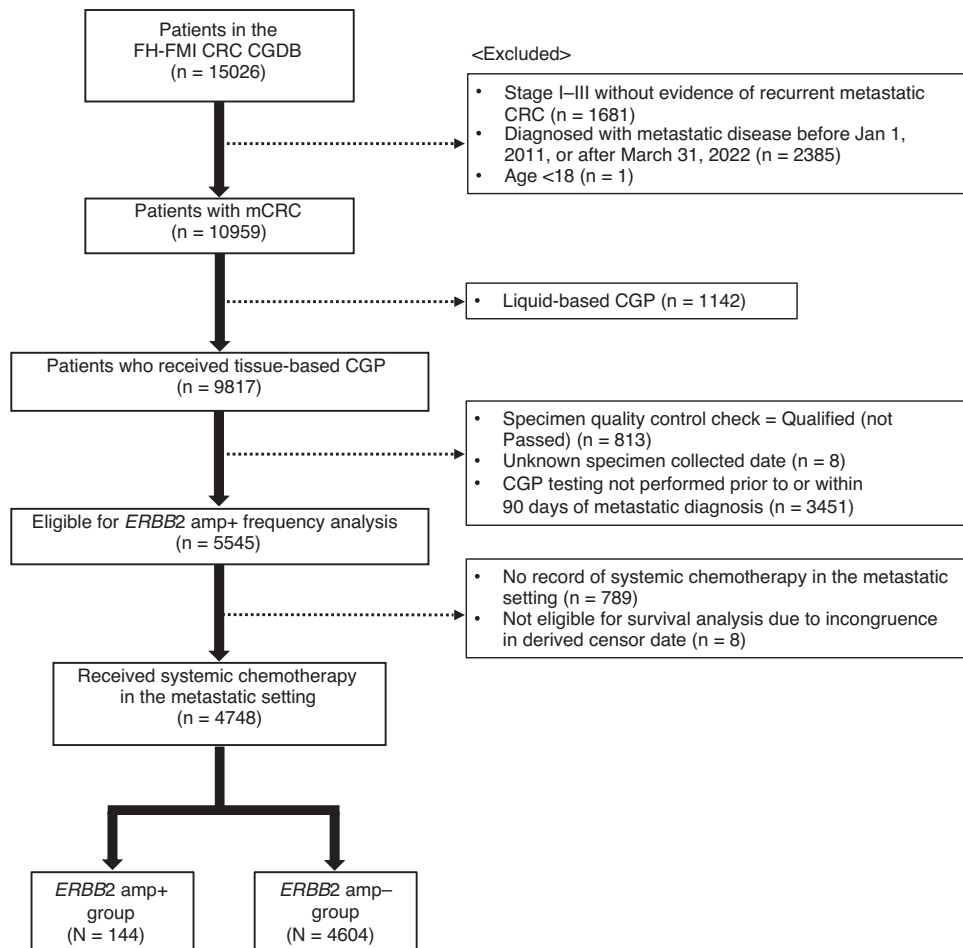 Patients in the
FH-FMI CRC CGDB
(n = 15026)
<Excluded>
• Stage I–III without evidence of recurrent metastatic
CRC (n = 1681)
• Diagnosed with metastatic disease before Jan 1,
2011, or after March 31, 2022 (n = 2385)
• Age <18 (n = 1)
Patients with mCRC
(n = 10959)
• Liquid-based CGP (n = 1142)
Patients who received tissue-based CGP
(n = 9817)
• Specimen quality control check = Qualified (not
Passed) (n = 813)
• Unknown specimen collected date (n = 8)
• CGP testing not performed prior to or within
90 days of metastatic diagnosis (n = 3451)
Eligible for ERBB2 amp+ frequency analysis
(n = 5545)
• No record of systemic chemotherapy in the metastatic
setting (n = 789)
• Not eligible for survival analysis due to incongruence
in derived censor date (n = 8)
Received systemic chemotherapy
in the metastatic setting
(n = 4748)
ERBB2 amp+
group
(N = 144)
ERBB2 amp–
group
(N = 4604)